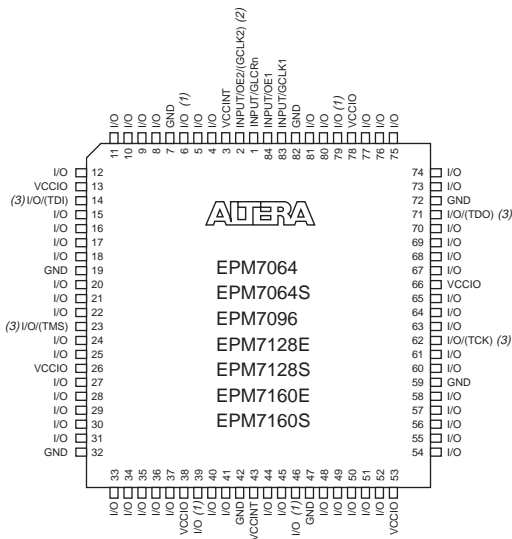 I/O
I/O
I/O
I/O
GND
I/O (1)
I/O
I/O
VCCINT
INPUT/OE2/(GCLK2) (2)
INPUT/GLCRn
INPUT/OE1
INPUT/GCLK1
GND
I/O
I/O
I/O (1)
VCCIO
I/O
I/O
I/O
11
10
9
8
7
6
5
4
3
2
1
84
83
82
81
80
79
78
77
76
75
I/O 12
VCCIO 13
(3) I/O/(TDI) 14
I/O 15
I/O 16
I/O 17
I/O 18
GND 19
I/O 20
I/O 21
I/O 22
(3) I/O/(TMS) 23
I/O 24
I/O 25
VCCIO 26
I/O 27
I/O 28
I/O 29
I/O 30
I/O 31
GND 32
ALTERA
EPM7064
EPM7064S
EPM7096
EPM7128E
EPM7128S
EPM7160E
EPM7160S
74 I/O
73 I/O
72 GND
71 I/O/(TDO) (3)
70 I/O
69 I/O
68 I/O
67 I/O
66 VCCIO
65 I/O
64 I/O
63 I/O
62 I/O/(TCK) (3)
61 I/O
60 I/O
59 GND
58 I/O
57 I/O
56 I/O
55 I/O
54 I/O
33
34
35
36
37
38
39
40
41
42
43
44
45
46
47
48
49
50
51
52
53
I/O
I/O
I/O
I/O
I/O
VCCIO
I/O (1)
I/O
I/O
GND
VCCINT
I/O
I/O
I/O (1)
GND
I/O
I/O
I/O
I/O
I/O
VCCIO